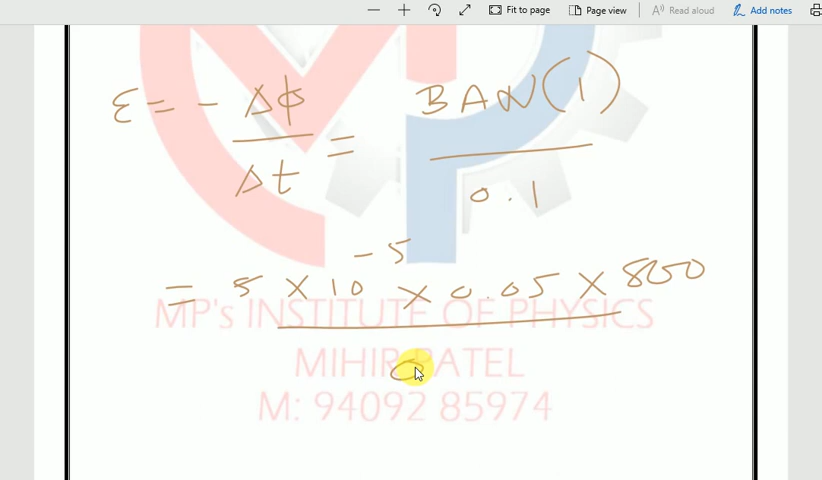 Fit to page Page view Read aloud Add notes
ε = - Δϕ / Δt = BAN(1) / 0.1
= 5 × 10⁻⁵ × 0.05 × 800
0
MP's INSTITUTE OF PHYSICS
MIHIR PATEL
M: 94092 85974